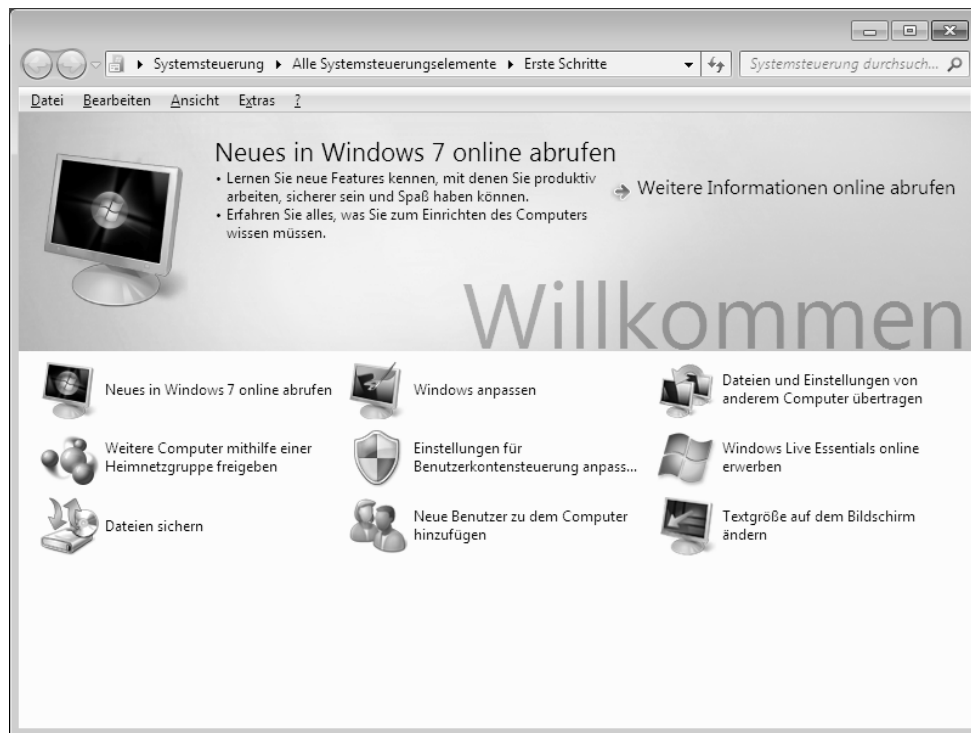 Systemsteuerung ▸ Alle Systemsteuerungselemente ▸ Erste Schritte
Systemsteuerung durchsuch...
Datei Bearbeiten Ansicht Extras ?
Neues in Windows 7 online abrufen
• Lernen Sie neue Features kennen, mit denen Sie produktiv
arbeiten, sicherer sein und Spaß haben können.
• Erfahren Sie alles, was Sie zum Einrichten des Computers
wissen müssen.
Weitere Informationen online abrufen
Willkommen
Neues in Windows 7 online abrufen
Windows anpassen
Dateien und Einstellungen von
anderem Computer übertragen
Weitere Computer mithilfe einer
Heimnetzgruppe freigeben
Einstellungen für
Benutzerkontensteuerung anpass...
Windows Live Essentials online
erwerben
Dateien sichern
Neue Benutzer zu dem Computer
hinzufügen
Textgröße auf dem Bildschirm
ändern